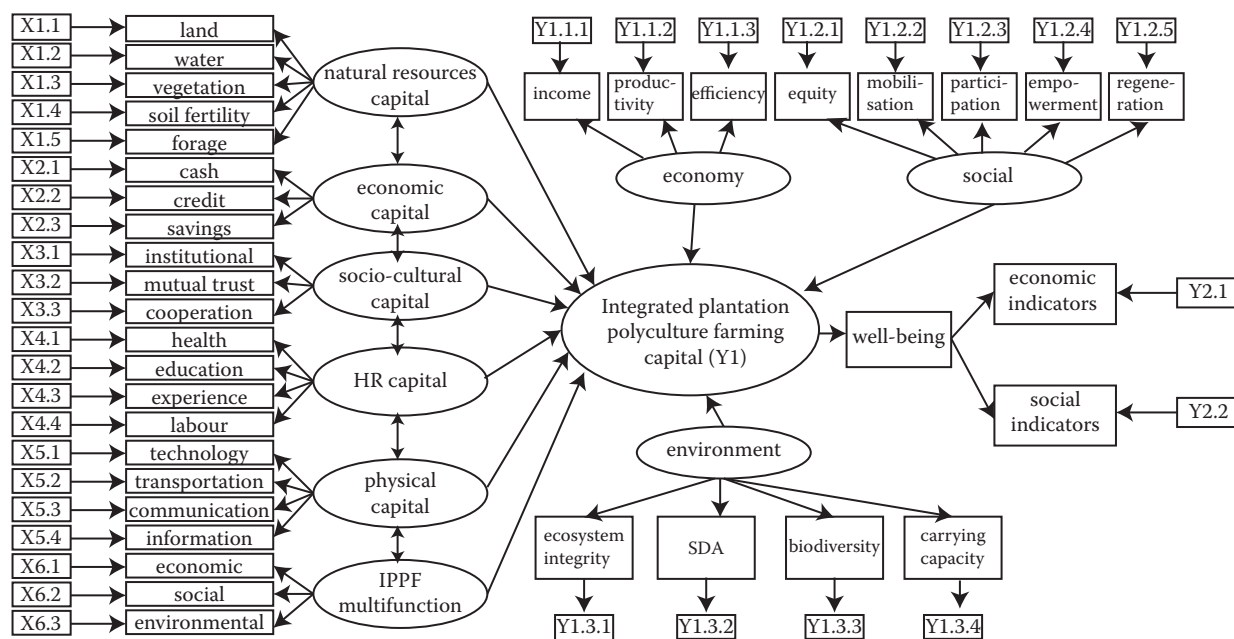 X1.1 land
X1.2 water
X1.3 vegetation
X1.4 soil fertility
X1.5 forage
X2.1 cash
X2.2 credit
X2.3 savings
X3.1 institutional
X3.2 mutual trust
X3.3 cooperation
X4.1 health
X4.2 education
X4.3 experience
X4.4 labour
X5.1 technology
X5.2 transportation
X5.3 communication
X5.4 information
X6.1 economic
X6.2 social
X6.3 environmental
natural resources
capital
economic
capital
socio-cultural
capital
HR capital
physical
capital
IPPF
multifunction
Y1.1.1 Y1.1.2 Y1.1.3 Y1.2.1 Y1.2.2 Y1.2.3 Y1.2.4 Y1.2.5
income
produc-
tivity
efficiency
equity
mobili-
sation
partici-
pation
empo-
werment
regene-
ration
economy
social
Integrated plantation
polyculture farming
capital (Y1)
well-being
economic
indicators
Y2.1
social
indicators
Y2.2
environment
ecosystem
integrity
SDA
biodiversity
carrying
capacity
Y1.3.1 Y1.3.2 Y1.3.3 Y1.3.4